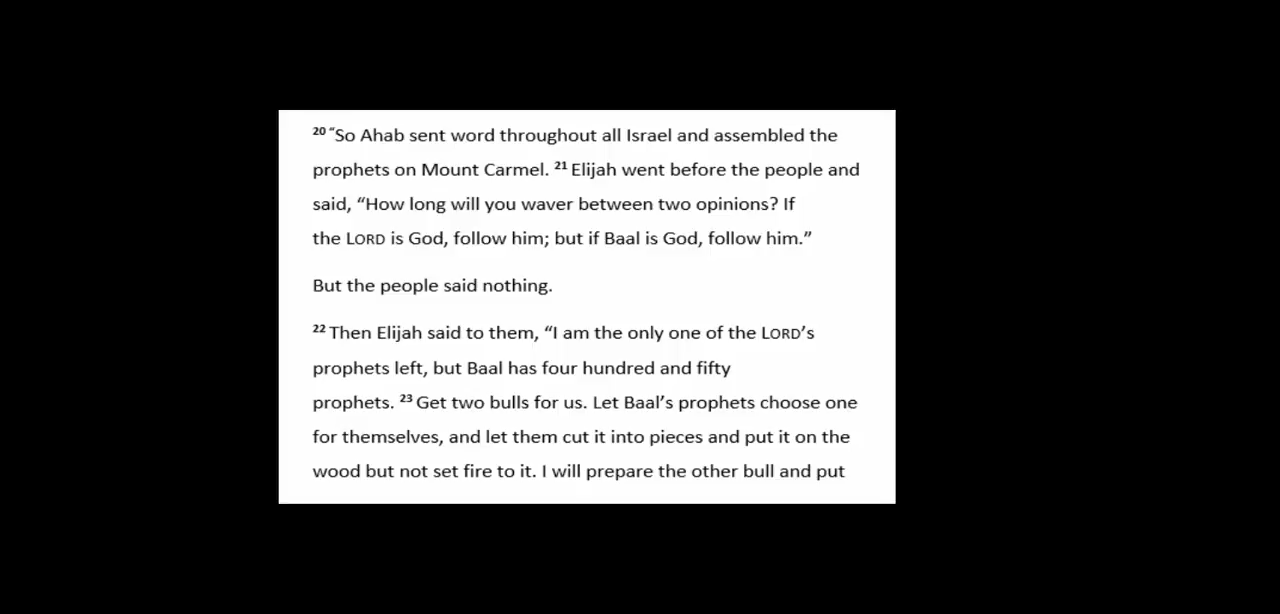 20 “So Ahab sent word throughout all Israel and assembled the
prophets on Mount Carmel. 21 Elijah went before the people and
said, “How long will you waver between two opinions? If
the LORD is God, follow him; but if Baal is God, follow him.”
But the people said nothing.
22 Then Elijah said to them, “I am the only one of the LORD’s
prophets left, but Baal has four hundred and fifty
prophets. 23 Get two bulls for us. Let Baal’s prophets choose one
for themselves, and let them cut it into pieces and put it on the
wood but not set fire to it. I will prepare the other bull and put